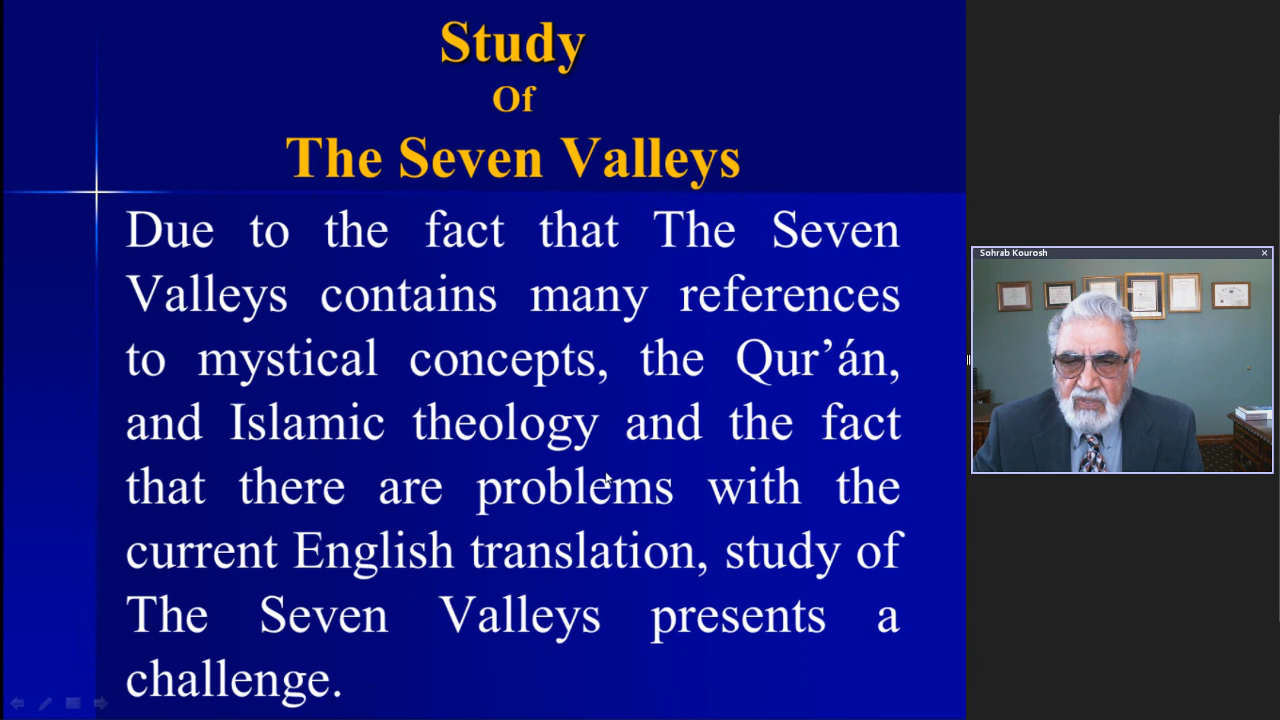 Study
Of
The Seven Valleys
Due to the fact that The Seven
Valleys contains many references
to mystical concepts, the Qur’án,
and Islamic theology and the fact
that there are problems with the
current English translation, study of
The Seven Valleys presents a
challenge.
Sohrab Kourosh